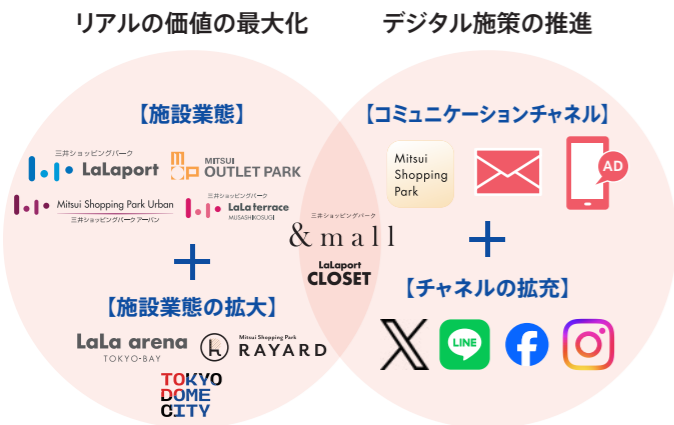 リアルの価値の最大化
デジタル施策の推進
【施設業態】
三井ショッピングパーク
LaLaport
MITSUI
OUTLET PARK
三井ショッピングパーク
Mitsui Shopping Park Urban
三井ショッピングパークアーバン
LaLa terrace
MUSASHIKOSUGI
【施設業態の拡大】
LaLa arena
TOKYO-BAY
Mitsui Shopping Park
RAYARD
TOKYO
DOME
CITY
三井ショッピングパーク
&mall
LaLaport
CLOSET
【コミュニケーションチャネル】
Mitsui
Shopping
Park
AD
【チャネルの拡充】
LINE